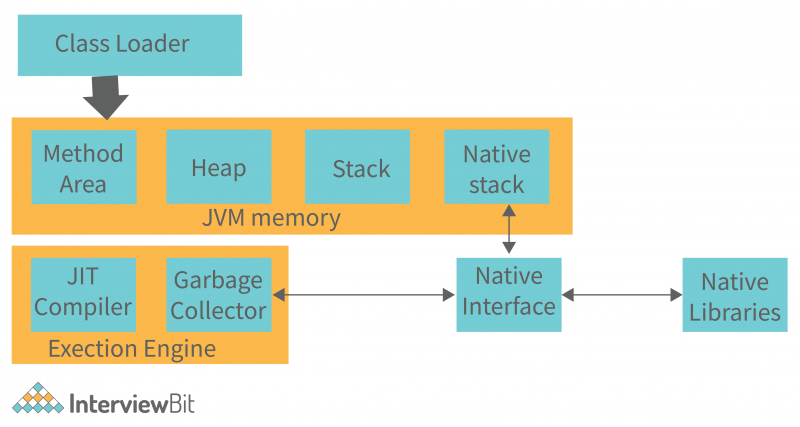 Class Loader
Method
Area
Heap
Stack
Native
stack
JVM memory
JIT
Compiler
Garbage
Collector
Native
Interface
Native
Libraries
Exection Engine
InterviewBit